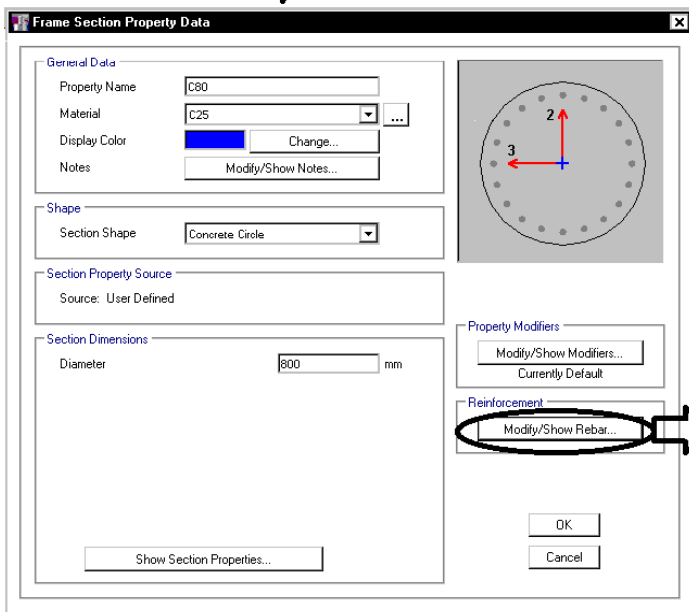 Frame Section Property Data
General Data
Property Name C80
Material C25 ...
Display Color Change...
Notes Modify/Show Notes...
2
3
Shape
Section Shape Concrete Circle
Section Property Source
Source: User Defined
Section Dimensions
Diameter 800 mm
Property Modifiers
Modify/Show Modifiers...
Currently Default
Reinforcement
Modify/Show Rebar...
Show Section Properties...
OK
Cancel